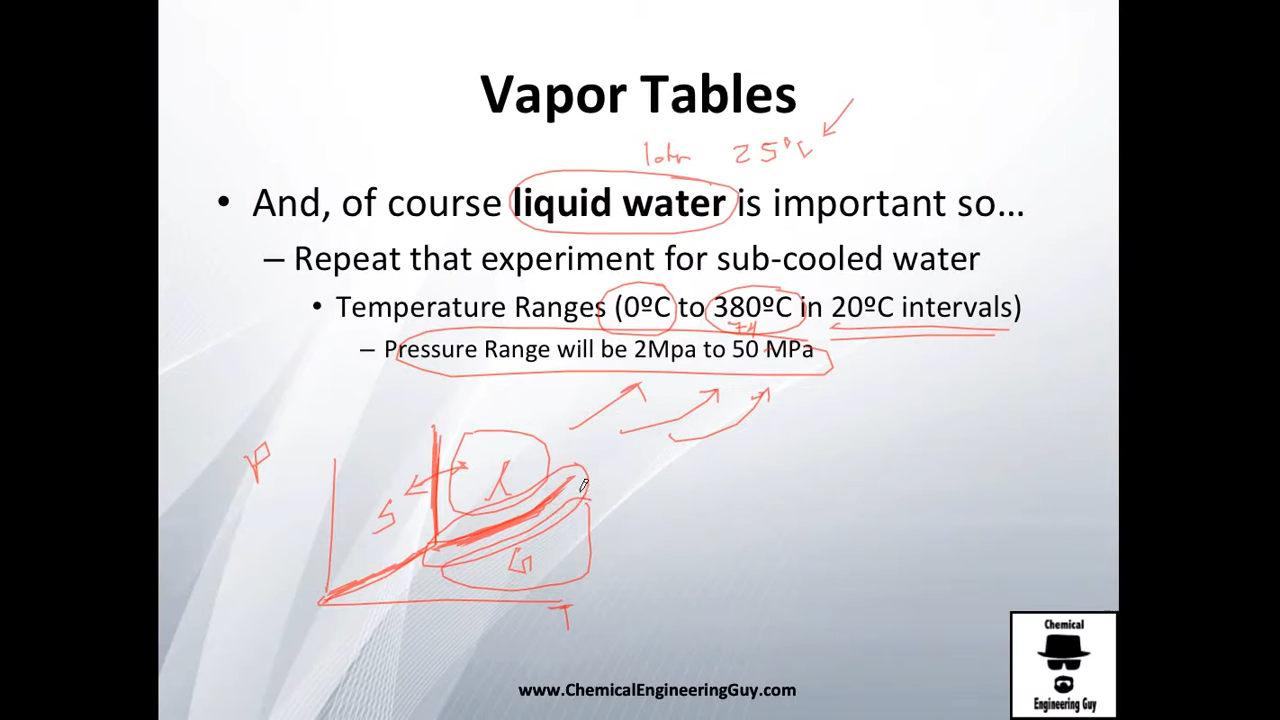 Vapor Tables
25°C
• And, of course liquid water is important so...
– Repeat that experiment for sub-cooled water
• Temperature Ranges (0ºC to 380ºC in 20ºC intervals)
– Pressure Range will be 2Mpa to 50 MPa
P
S
L
G
T
www.ChemicalEngineeringGuy.com
Chemical
Engineering Guy